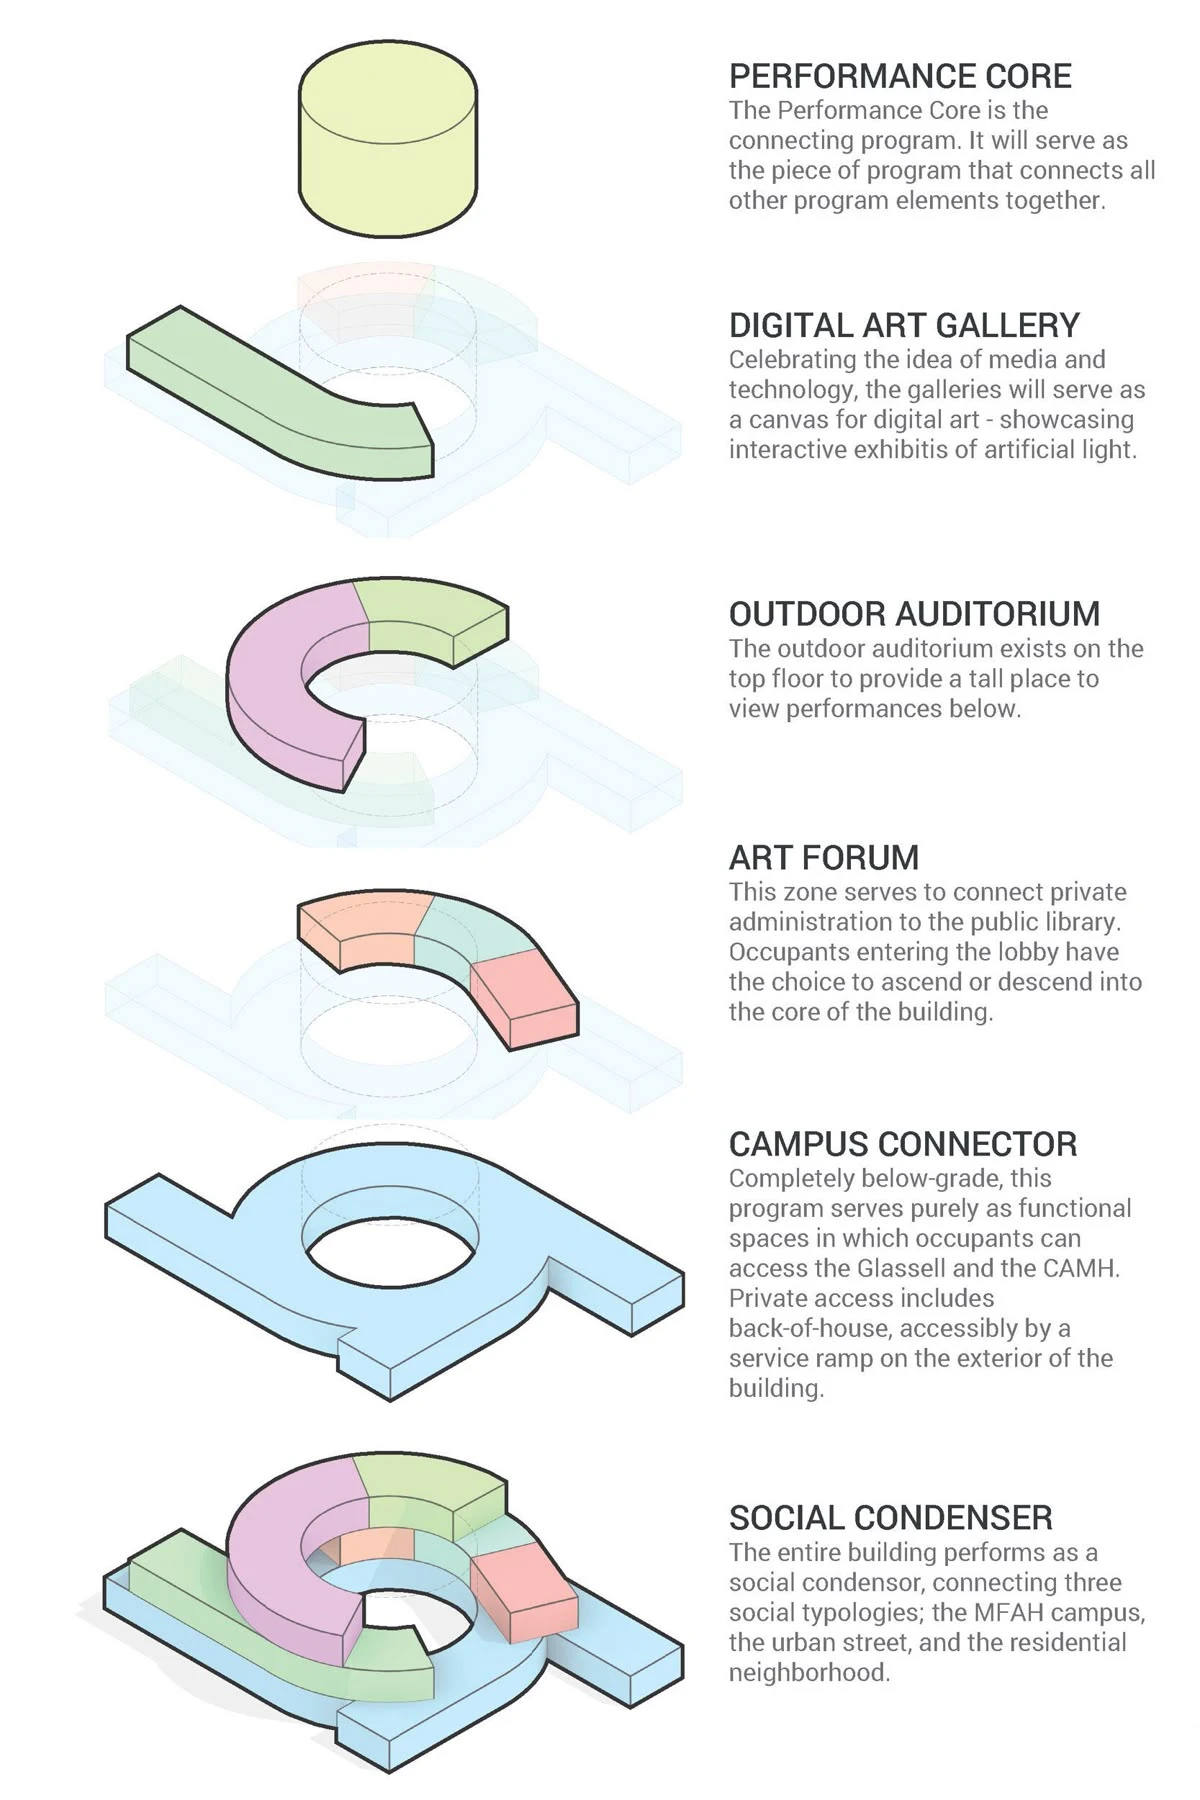 PERFORMANCE CORE
The Performance Core is the
connecting program. It will serve as
the piece of program that connects all
other program elements together.
DIGITAL ART GALLERY
Celebrating the idea of media and
technology, the galleries will serve as
a canvas for digital art - showcasing
interactive exhibitis of artificial light.
OUTDOOR AUDITORIUM
The outdoor auditorium exists on the
top floor to provide a tall place to
view performances below.
ART FORUM
This zone serves to connect private
administration to the public library.
Occupants entering the lobby have
the choice to ascend or descend into
the core of the building.
CAMPUS CONNECTOR
Completely below-grade, this
program serves purely as functional
spaces in which occupants can
access the Glassell and the CAMH.
Private access includes
back-of-house, accessibly by a
service ramp on the exterior of the
building.
SOCIAL CONDENSER
The entire building performs as a
social condensor, connecting three
social typologies; the MFAH campus,
the urban street, and the residential
neighborhood.